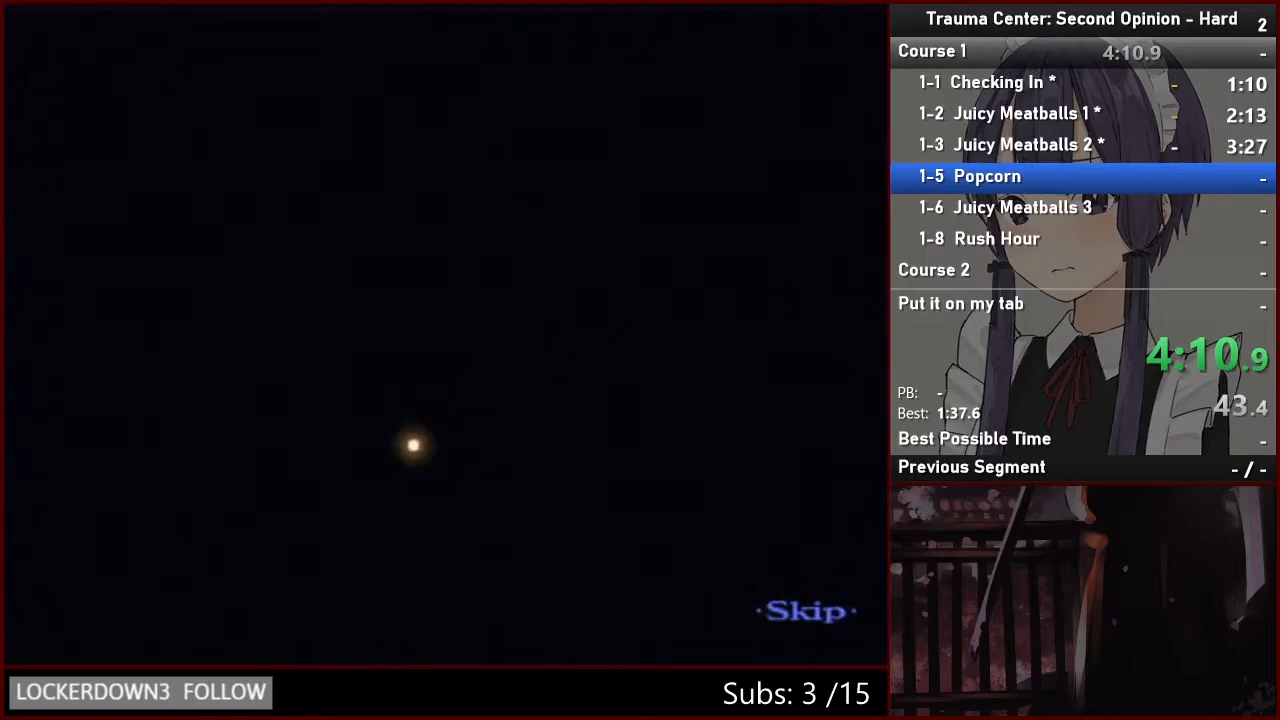 Trauma Center: Second Opinion - Hard 2
Course 1 4:10.9 -
1-1 Checking In * - 1:10
1-2 Juicy Meatballs 1 * - 2:13
1-3 Juicy Meatballs 2 * - 3:27
1-5 Popcorn -
1-6 Juicy Meatballs 3 -
1-8 Rush Hour -
Course 2 -
Put it on my tab -
4:10.9
PB: -
43.4
Best: 1:37.6
Best Possible Time -
Previous Segment - / -
·Skip·
LOCKERDOWN3 FOLLOW
Subs: 3 /15